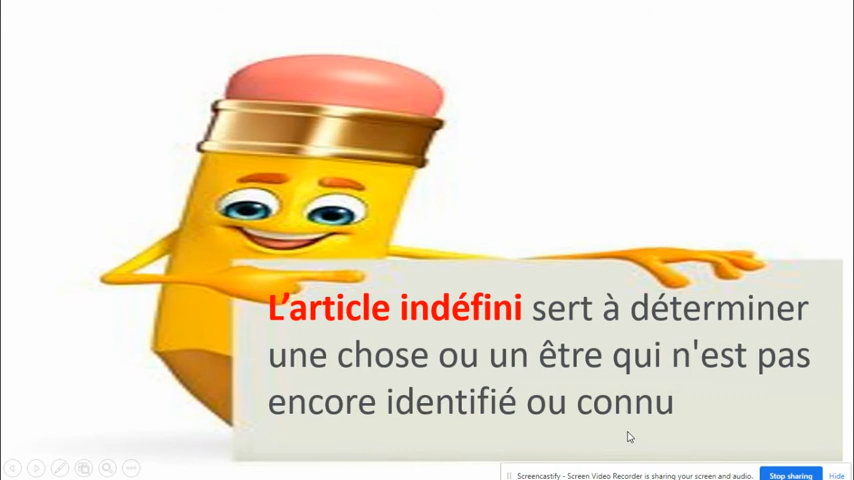 L'article indéfini sert à déterminer
une chose ou un être qui n'est pas
encore identifié ou connu
Screencastify - Screen Video Recorder is sharing your screen and audio.
Stop sharing
Hide